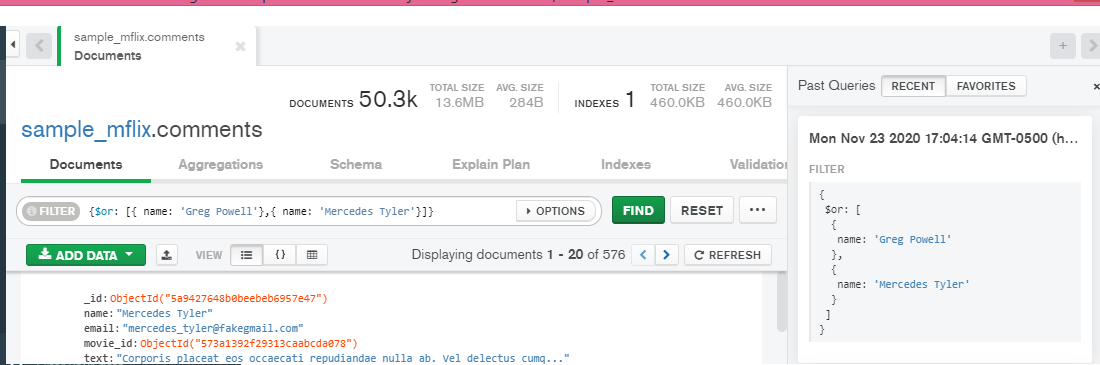 sample_mflix.comments
Documents
DOCUMENTS 50.3k TOTAL SIZE 13.6MB AVG. SIZE 284B INDEXES 1 TOTAL SIZE 460.0KB AVG. SIZE 460.0KB
sample_mflix.comments
Documents Aggregations Schema Explain Plan Indexes Validation
FILTER {$or: [{ name: 'Greg Powell'},{ name: 'Mercedes Tyler'}]} OPTIONS FIND RESET ...
ADD DATA VIEW {} Displaying documents 1 - 20 of 576 REFRESH
_id: ObjectId("5a9427648b0beebeb6957e47")
name: "Mercedes Tyler"
email: "mercedes_tyler@fakegmail.com"
movie_id: ObjectId("573a1392f29313caabcda078")
text: "Corporis placeat eos occaecati repudiandae nulla ab. Vel delectus cumq..."
Past Queries RECENT FAVORITES
Mon Nov 23 2020 17:04:14 GMT-0500 (h...
FILTER
{
$or: [
{
name: 'Greg Powell'
},
{
name: 'Mercedes Tyler'
}
]
}